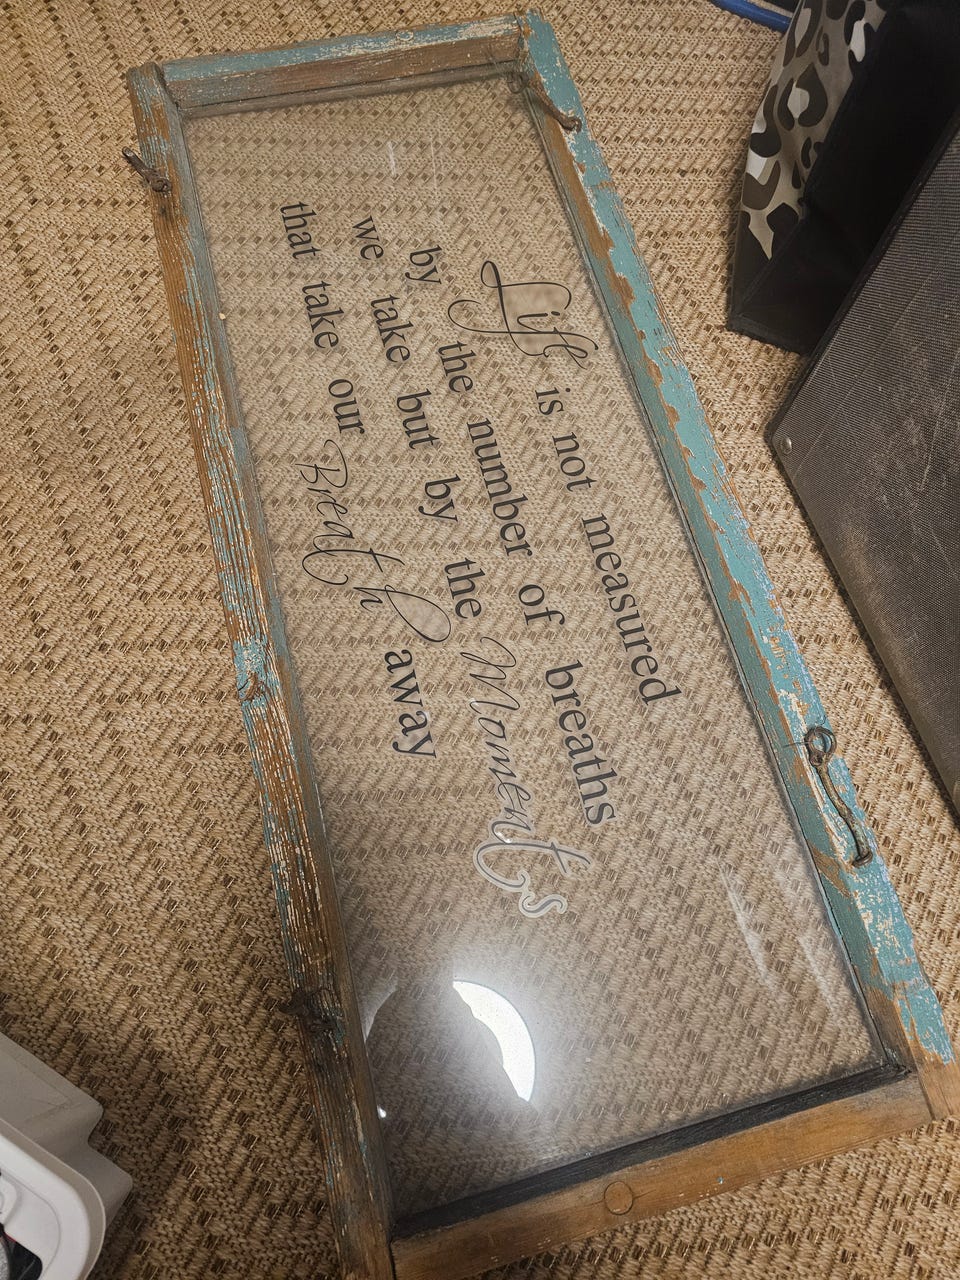 Life is not measured
by the number of breaths
we take but by the Moments
that take our Breath away